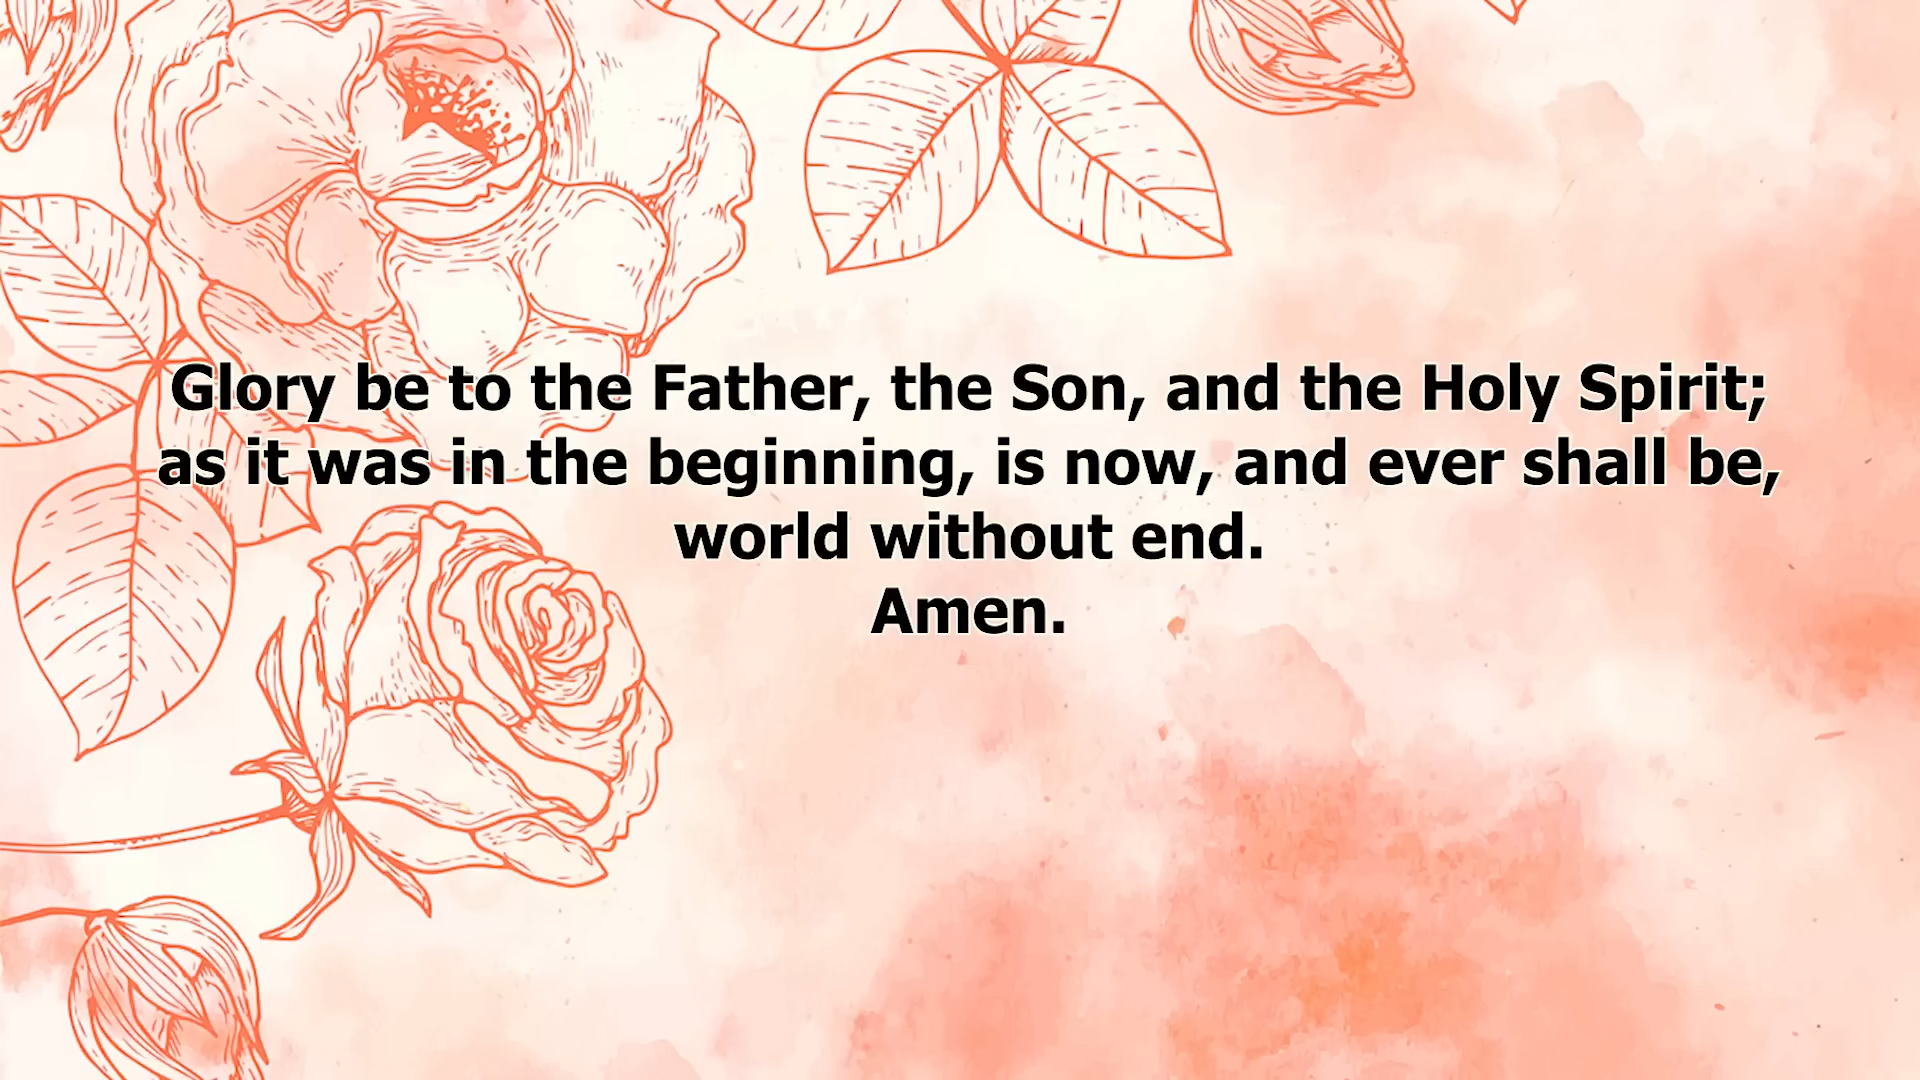 Glory be to the Father, the Son, and the Holy Spirit;
as it was in the beginning, is now, and ever shall be,
world without end.
Amen.